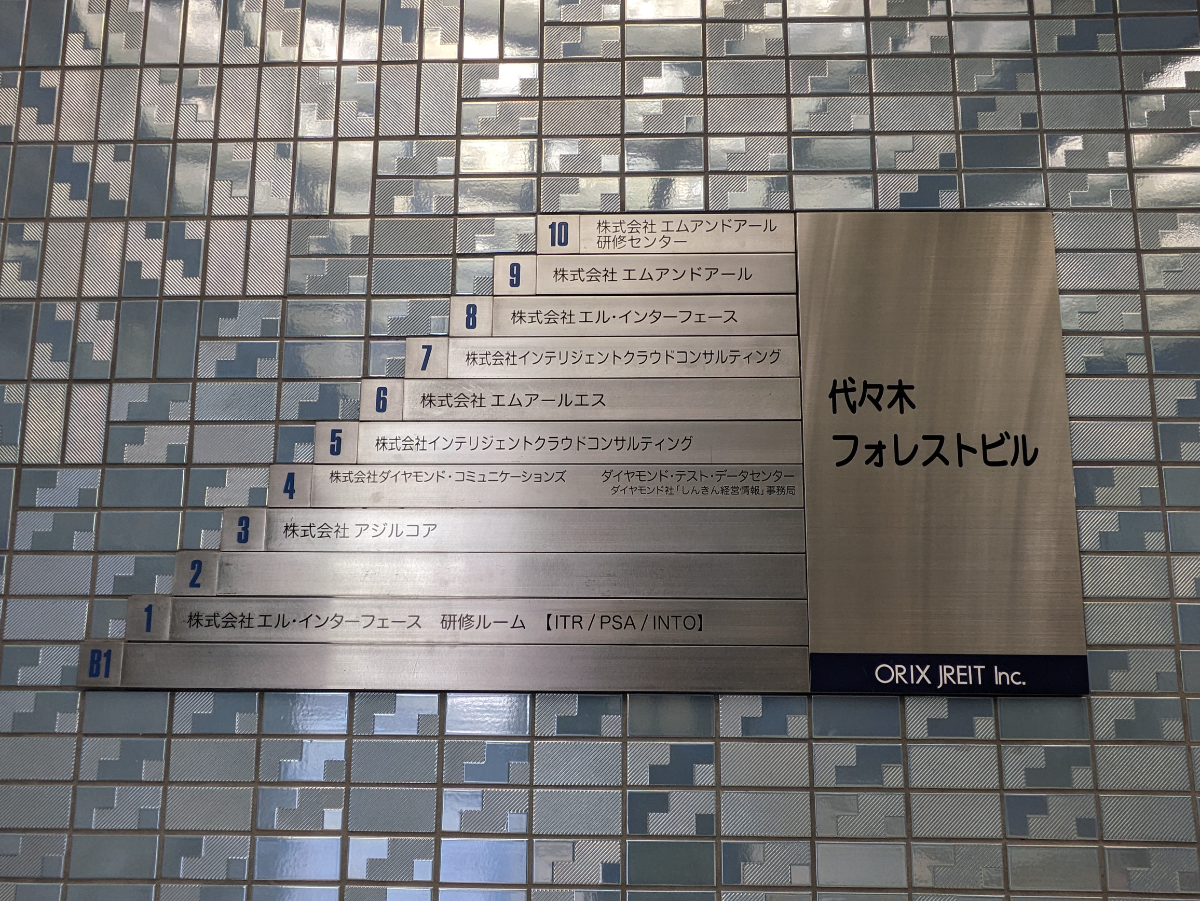 10 株式会社 エムアンドアール
研修センター
9 株式会社 エムアンドアール
8 株式会社 エル・インターフェース
7 株式会社インテリジェントクラウドコンサルティング
6 株式会社 エムアールエス
5 株式会社インテリジェントクラウドコンサルティング
4 株式会社ダイヤモンド・コミュニケーションズ ダイヤモンド・テスト・データセンター
ダイヤモンド社「しんきん経営情報」事務局
3 株式会社 アジルコア
2
1 株式会社 エル・インターフェース 研修ルーム 【ITR / PSA / INTO】
B1
代々木
フォレストビル
ORIX JREIT Inc.